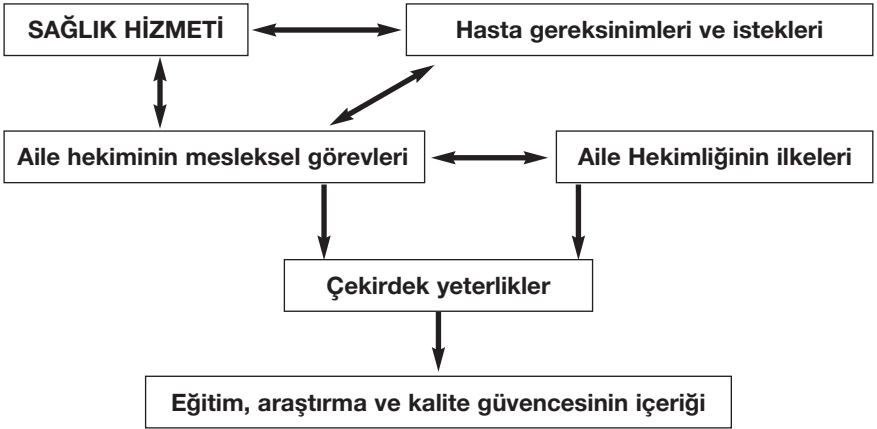 SAĞLIK HİZMETİ
Hasta gereksinimleri ve istekleri
Aile hekiminin mesleksel görevleri
Aile Hekimliğinin ilkeleri
Çekirdek yeterlikler
Eğitim, araştırma ve kalite güvencesinin içeriği